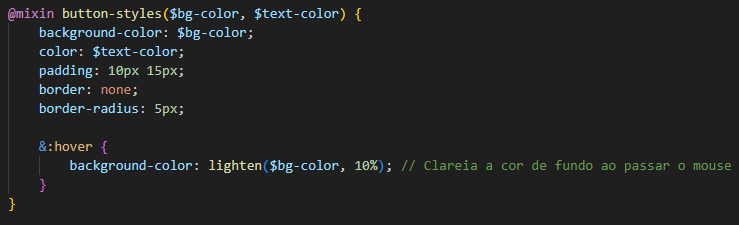 @mixin button-styles($bg-color, $text-color) {
    background-color: $bg-color;
    color: $text-color;
    padding: 10px 15px;
    border: none;
    border-radius: 5px;

    &:hover {
        background-color: lighten($bg-color, 10%); // Clareia a cor de fundo ao passar o mouse
    }
}